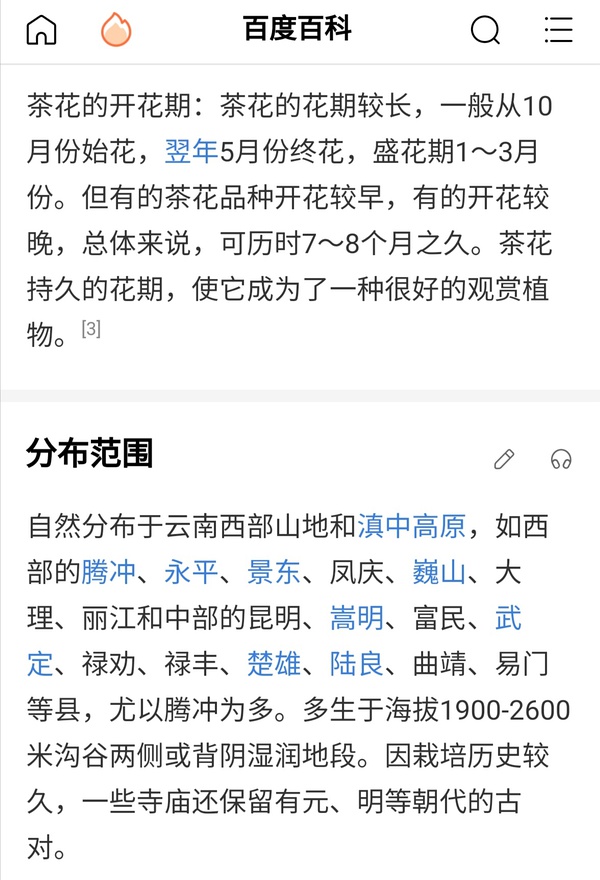 百度百科
茶花的开花期：茶花的花期较长，一般从10
月份始花，翌年5月份终花，盛花期1～3月
份。但有的茶花品种开花较早，有的开花较
晚，总体来说，可历时7～8个月之久。茶花
持久的花期，使它成为了一种很好的观赏植
物。[3]
分布范围
自然分布于云南西部山地和滇中高原，如西
部的腾冲、永平、景东、凤庆、巍山、大
理、丽江和中部的昆明、嵩明、富民、武
定、禄劝、禄丰、楚雄、陆良、曲靖、易门
等县，尤以腾冲为多。多生于海拔1900-2600
米沟谷两侧或背阴湿润地段。因栽培历史较
久，一些寺庙还保留有元、明等朝代的古
对。